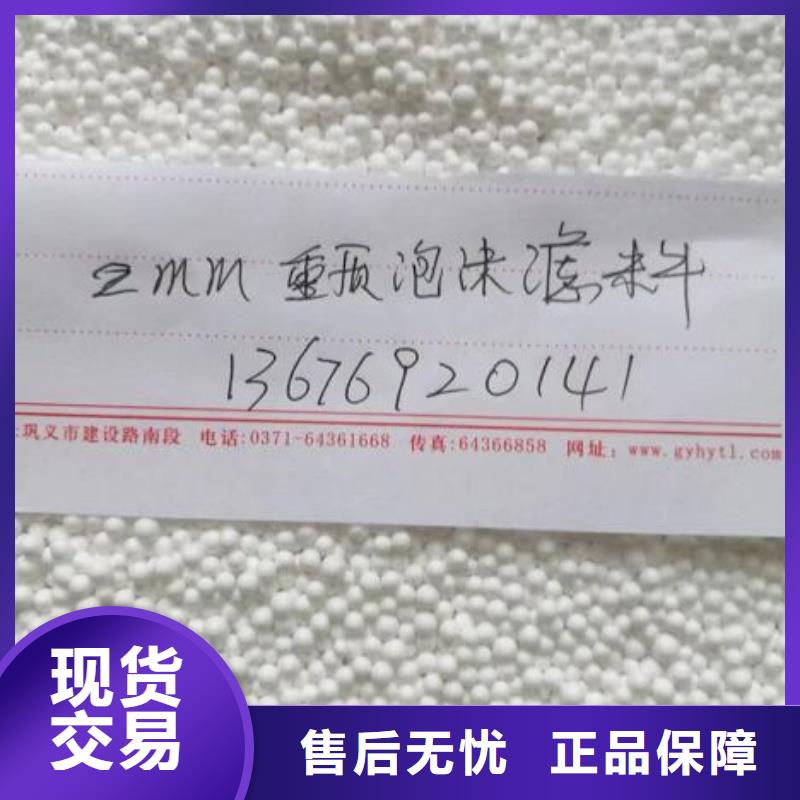 2mm 重质泡沫滤料
13676920141
:巩义市建设路南段 电话:0371-64361668 传真:64366858 网址: www.gyhytl.com
现货
交易
售后无忧 正品保障